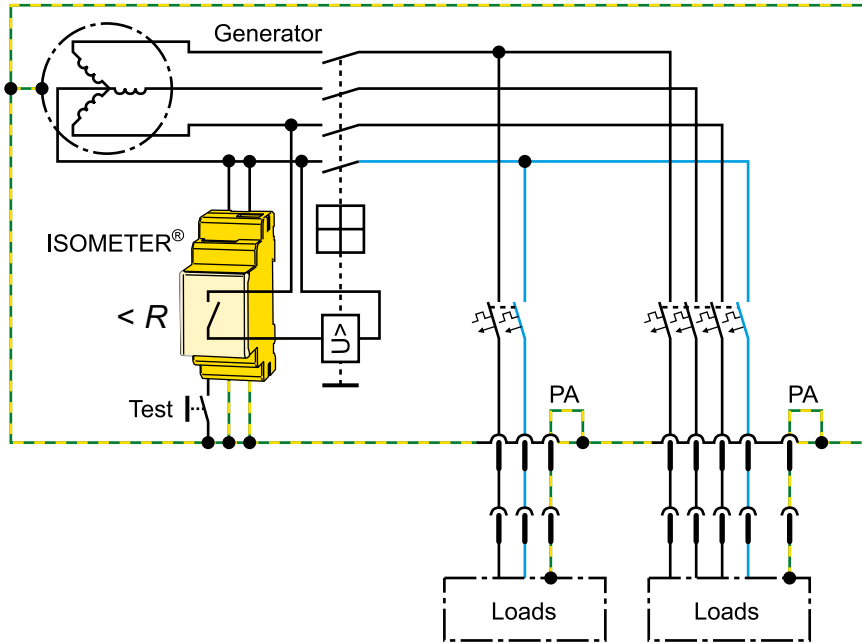 Generator
ISOMETER®
< R
U>
Test
PA
PA
Loads
Loads